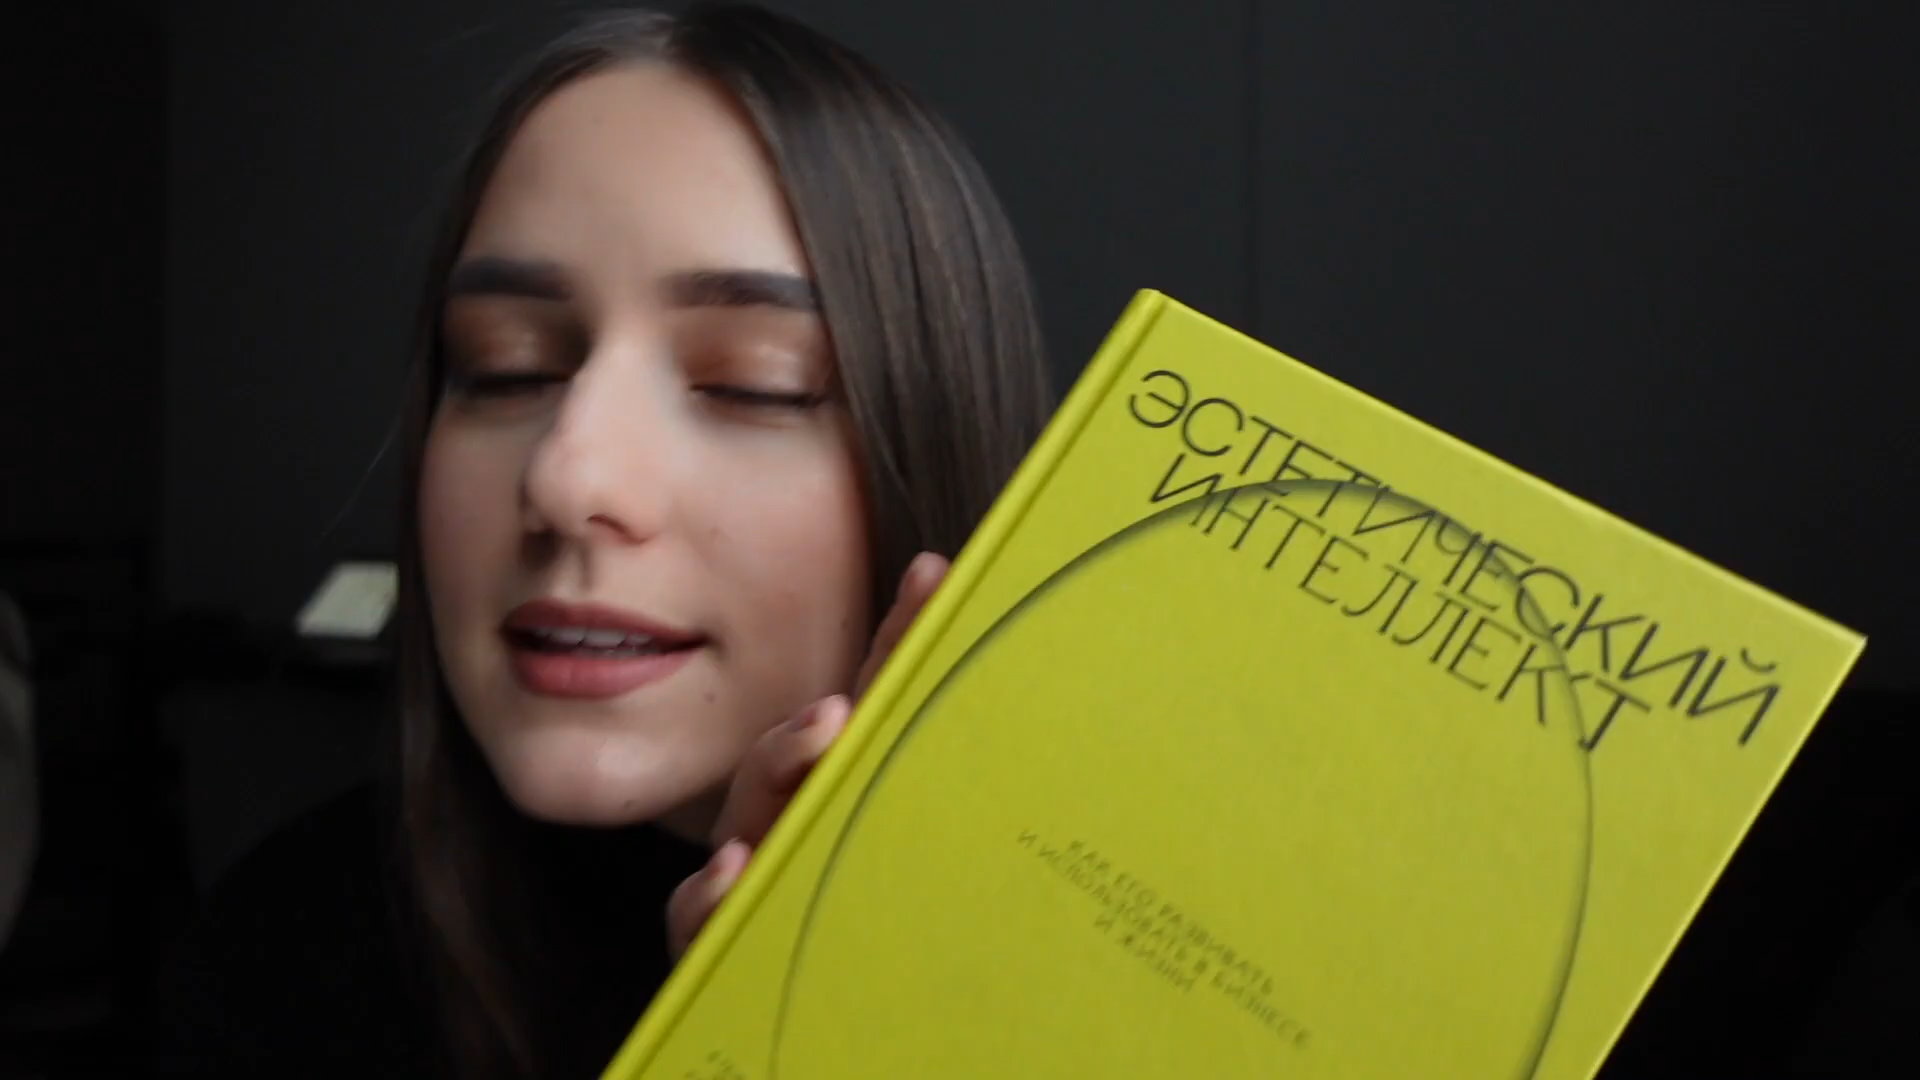 ЭСТЕТИЧЕСКИЙ
ИНТЕЛЛЕКТ
КАК ЕГО РАЗВИВАТЬ
И ИСПОЛЬЗОВАТЬ В БИЗНЕСЕ
И ЖИЗНИ